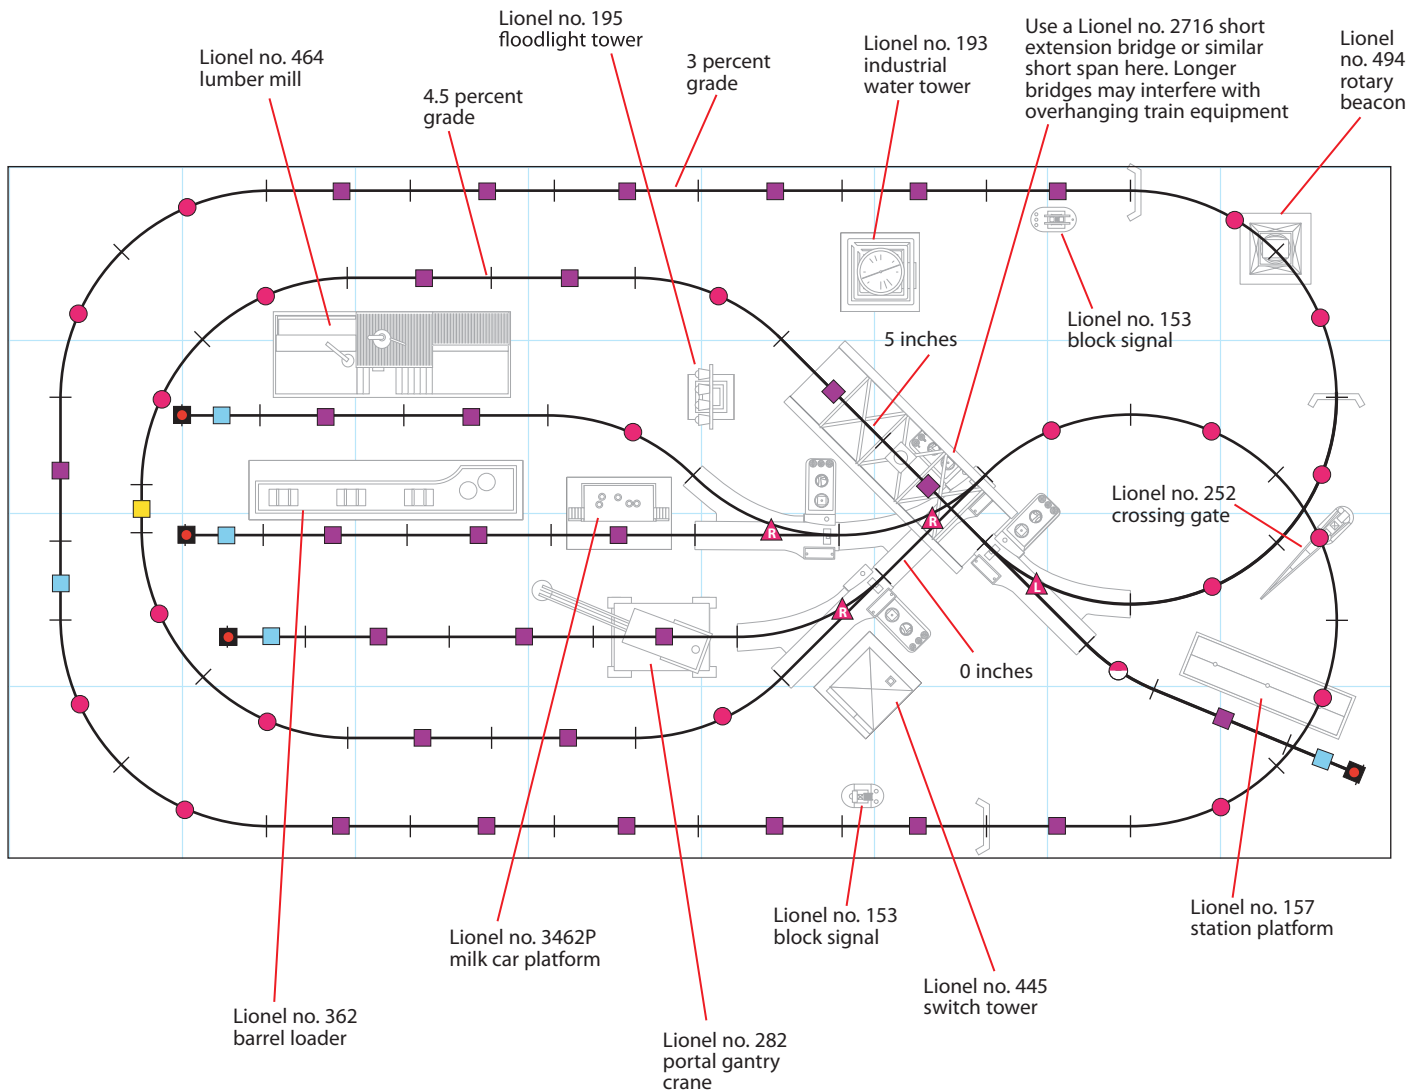 Lionel no. 195
floodlight tower
Use a Lionel no. 2716 short
extension bridge or similar
short span here. Longer
bridges may interfere with
overhanging train equipment
Lionel
no. 494
rotary
beacon
Lionel no. 193
industrial
water tower
Lionel no. 464
lumber mill
3 percent
grade
4.5 percent
grade
Lionel no. 153
block signal
5 inches
Lionel no. 252
crossing gate
R
R
L
R
0 inches
Lionel no. 157
station platform
Lionel no. 153
block signal
Lionel no. 3462P
milk car platform
Lionel no. 445
switch tower
Lionel no. 362
barrel loader
Lionel no. 282
portal gantry
crane